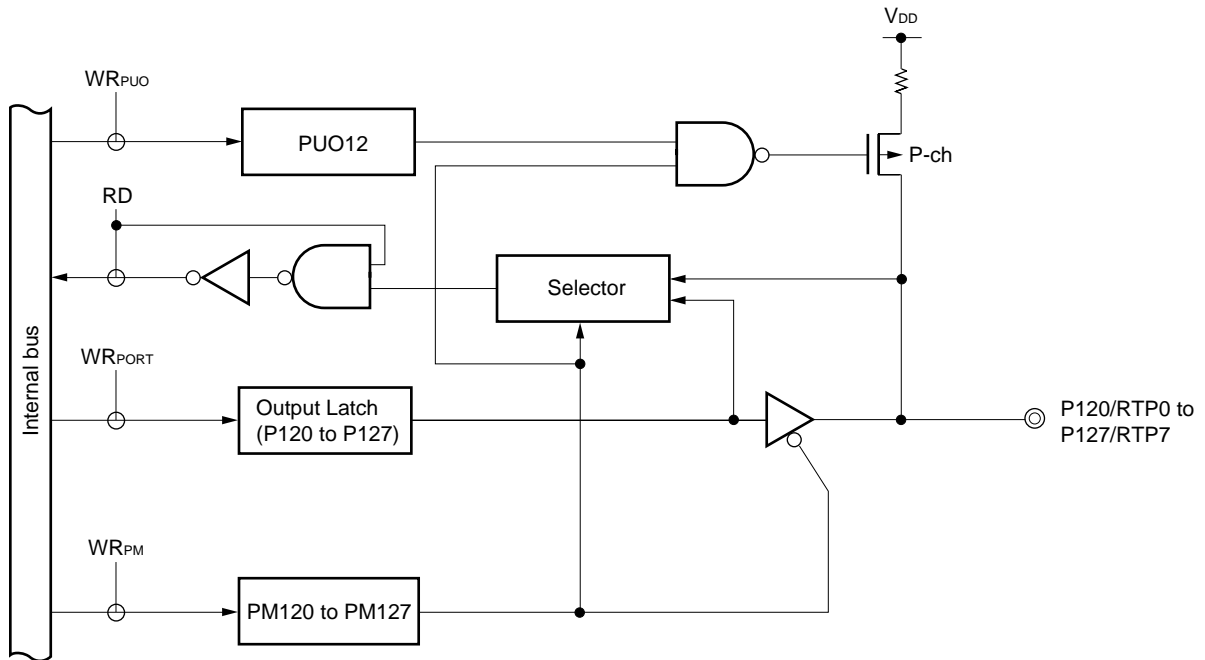 VDD
WRPUO
PUO12
P-ch
RD
Selector
Internal bus
WRPORT
Output Latch
(P120 to P127)
P120/RTP0 to
P127/RTP7
WRPM
PM120 to PM127